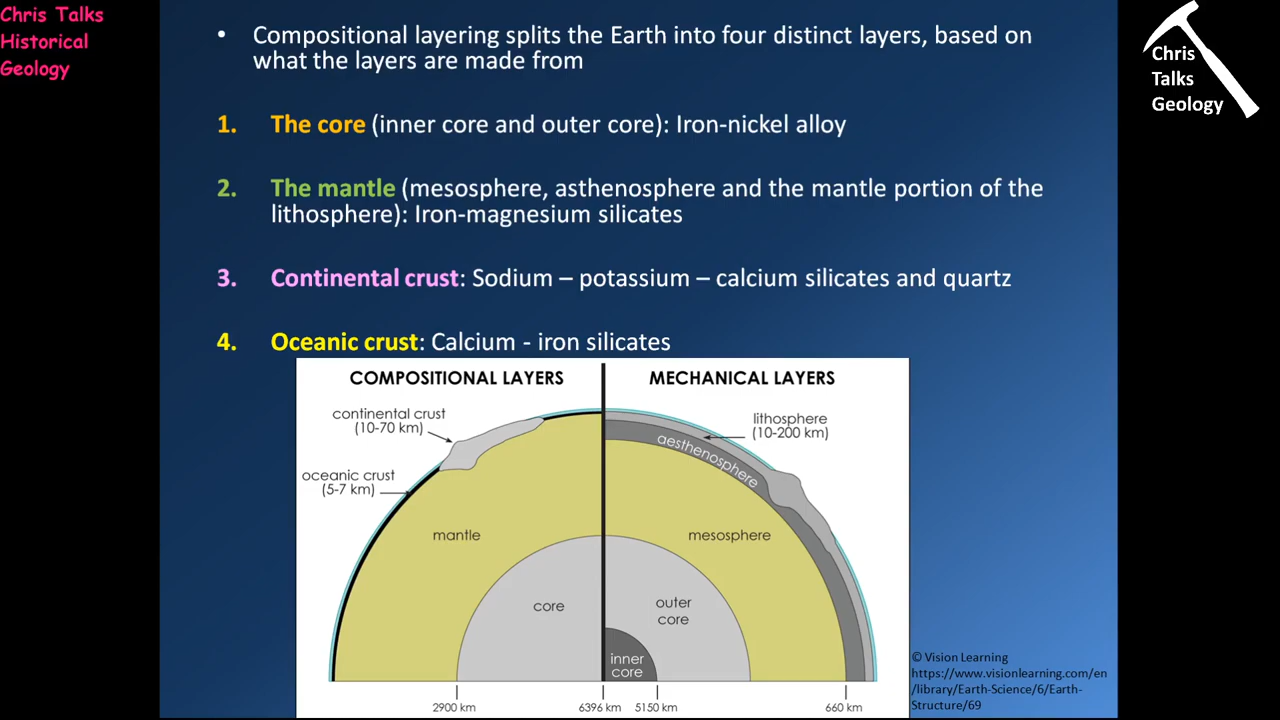 Chris Talks
Historical
Geology
Chris
Talks
Geology
• Compositional layering splits the Earth into four distinct layers, based on
what the layers are made from
1. The core (inner core and outer core): Iron-nickel alloy
2. The mantle (mesosphere, asthenosphere and the mantle portion of the
lithosphere): Iron-magnesium silicates
3. Continental crust: Sodium – potassium – calcium silicates and quartz
4. Oceanic crust: Calcium - iron silicates
COMPOSITIONAL LAYERS
MECHANICAL LAYERS
continental crust
(10-70 km)
oceanic crust
(5-7 km)
mantle
core
lithosphere
(10-200 km)
aesthenosphere
mesosphere
outer
core
inner
core
2900 km
6396 km
5150 km
660 km
© Vision Learning
https://www.visionlearning.com/en
/library/Earth-Science/6/Earth-
Structure/69